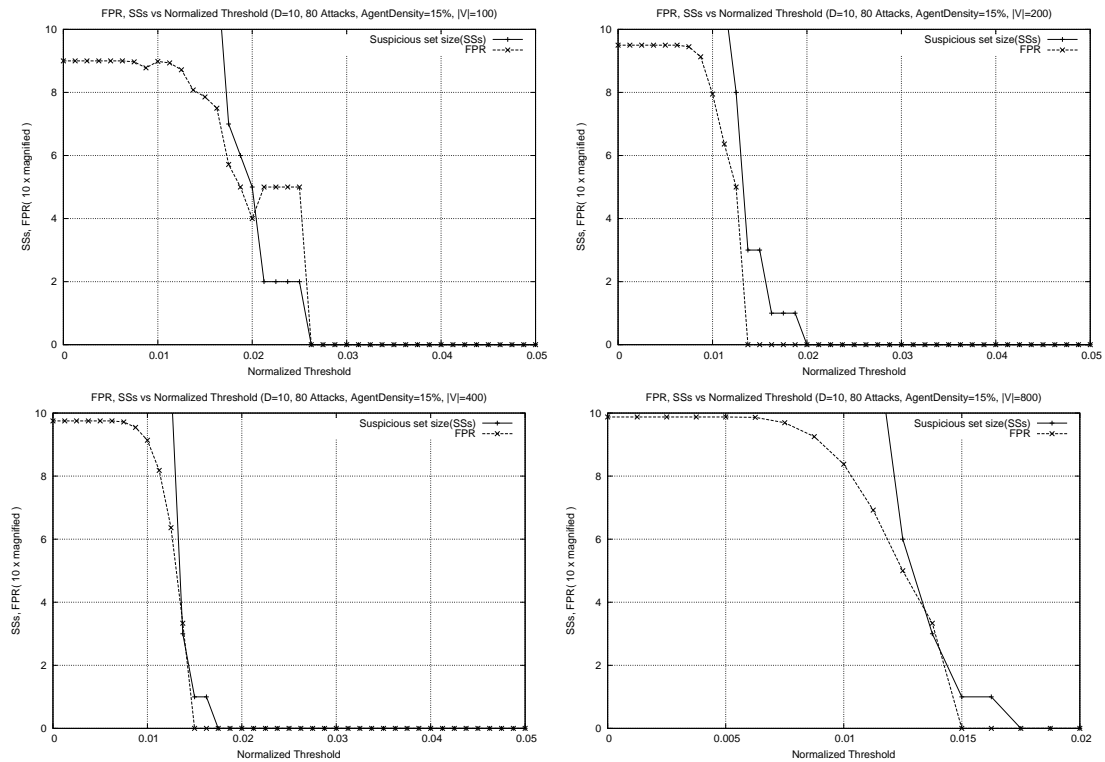 FPR, SSs vs Normalized Threshold (D=10, 80 Attacks, AgentDensity=15%, |V|=100)
Suspicious set size(SSs)
FPR
SSs, FPR( 10 x magnified )
10
8
6
4
2
0
0 0.01 0.02 0.03 0.04 0.05
Normalized Threshold
FPR, SSs vs Normalized Threshold (D=10, 80 Attacks, AgentDensity=15%, |V|=200)
Suspicious set size(SSs)
FPR
SSs, FPR( 10 x magnified )
10
8
6
4
2
0
0 0.01 0.02 0.03 0.04 0.05
Normalized Threshold
FPR, SSs vs Normalized Threshold (D=10, 80 Attacks, AgentDensity=15%, |V|=400)
Suspicious set size(SSs)
FPR
SSs, FPR( 10 x magnified )
10
8
6
4
2
0
0 0.01 0.02 0.03 0.04 0.05
Normalized Threshold
FPR, SSs vs Normalized Threshold (D=10, 80 Attacks, AgentDensity=15%, |V|=800)
Suspicious set size(SSs)
FPR
SSs, FPR( 10 x magnified )
10
8
6
4
2
0
0 0.005 0.01 0.015 0.02
Normalized Threshold